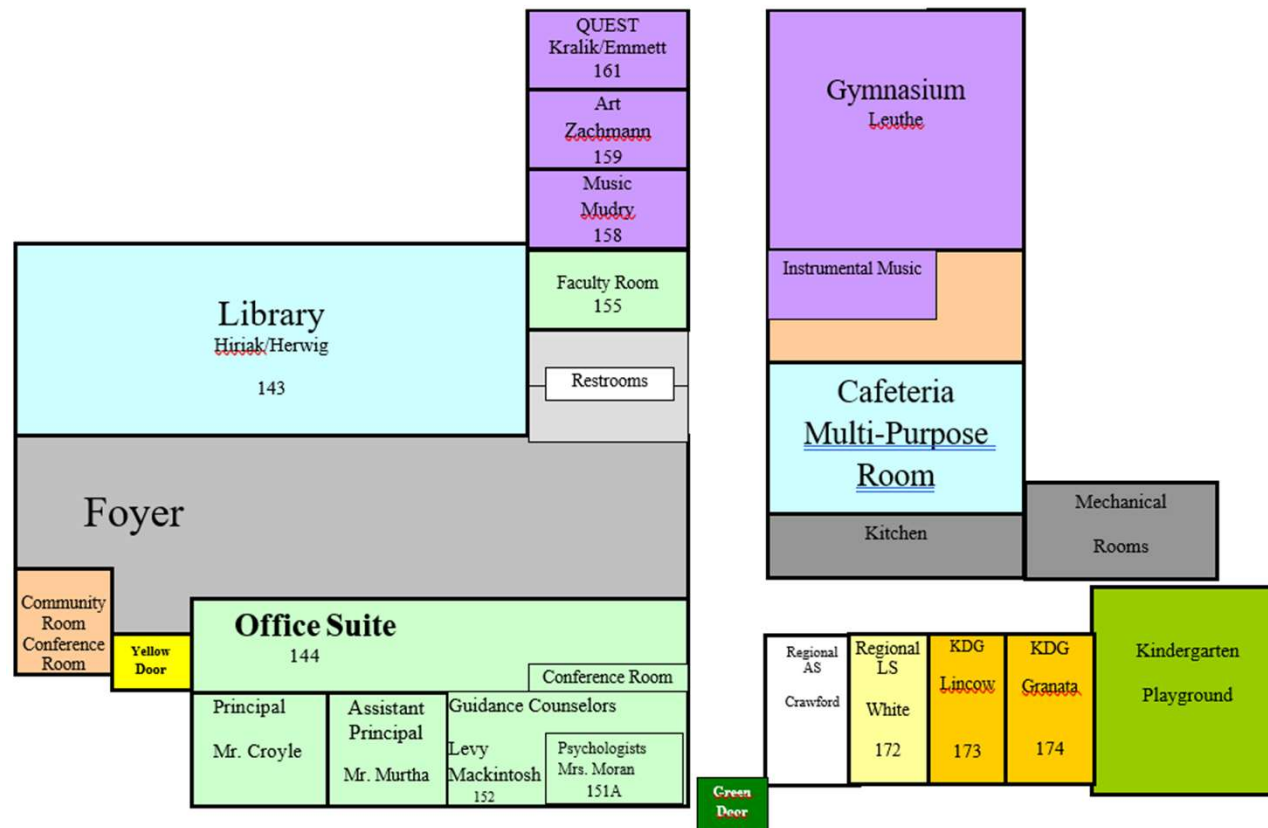 QUEST
Kralik/Emmett
161
Art
Zachmann
159
Music
Mudry
158
Faculty Room
155
Restrooms
Gymnasium
Leuthe
Instrumental Music
Cafeteria
Multi-Purpose
Room
Kitchen
Mechanical
Rooms
Library
Hiriak/Herwig
143
Foyer
Community
Room
Conference
Room
Yellow
Door
Office Suite
144
Conference Room
Principal
Mr. Croyle
Assistant
Principal
Mr. Murtha
Guidance Counselors
Levy
Mackintosh
152
Psychologists
Mrs. Moran
151A
Green
Door
Regional
AS
Crawford
Regional
LS
White
172
KDG
Lincow
173
KDG
Granata
174
Kindergarten
Playground